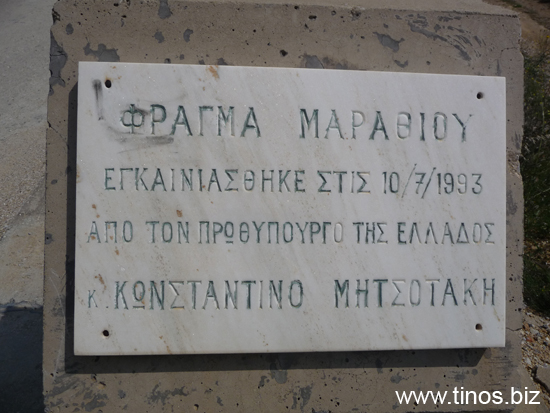 ΦΡΑΓΜΑ ΜΑΡΑΘΙΟΥ
ΕΓΚΑΙΝΙΑΣΘΗΚΕ ΣΤΙΣ 10/7/1993
ΑΠΟ ΤΟΝ ΠΡΩΘΥΠΟΥΡΓΟ ΤΗΣ ΕΛΛΑΔΟΣ
κ. ΚΩΝΣΤΑΝΤΙΝΟ ΜΗΤΣΟΤΑΚΗ
www.tinos.biz